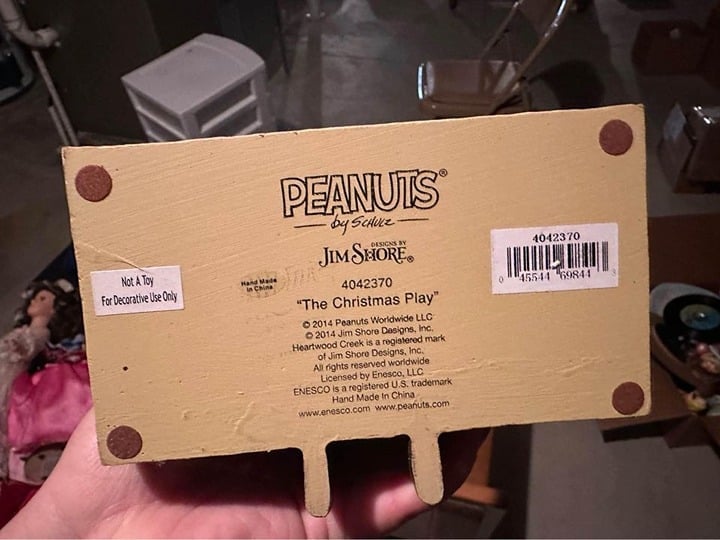 PEANUTS®
by SCHULZ
DESIGNS BY
JIM SHORE®
4042370
"The Christmas Play"
© 2014 Peanuts Worldwide LLC
© 2014 Jim Shore Designs, Inc.
Heartwood Creek is a registered mark
of Jim Shore Designs, Inc.
All rights reserved worldwide
Licensed by Enesco, LLC
ENESCO is a registered U.S. trademark
Hand Made In China
www.enesco.com www.peanuts.com
Not A Toy
For Decorative Use Only
Hand Made
In China
4042370
0 45544 69844 3